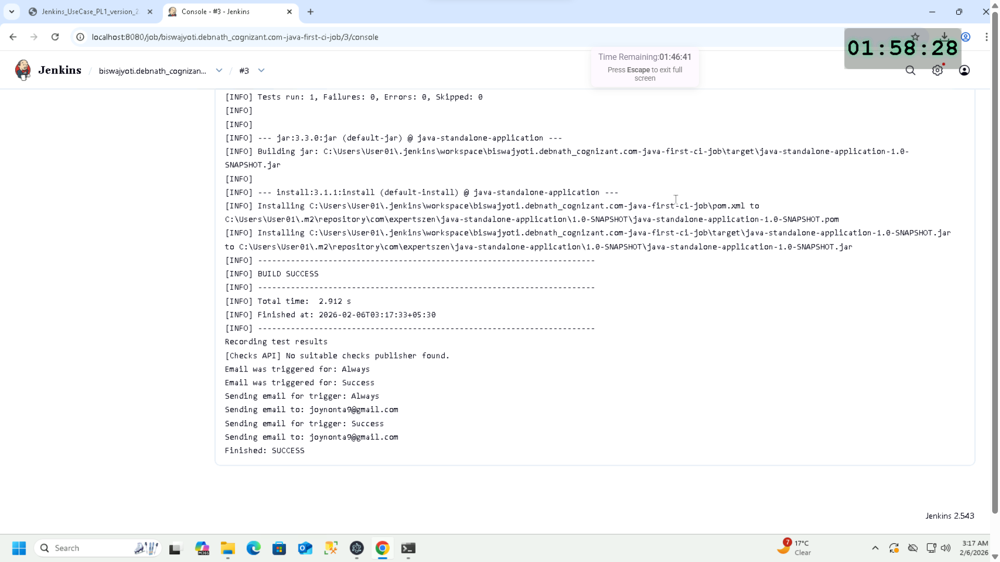 Jenkins_UseCase_PL1_version_2
Console - #3 - Jenkins
localhost:8080/job/biswajyoti.debnath_cognizant.com-java-first-ci-job/3/console
01:58:28
Time Remaining:01:46:41
Press Escape to exit full
screen
Jenkins / biswajyoti.debnath_cognizan... / #3
[INFO] Tests run: 1, Failures: 0, Errors: 0, Skipped: 0
[INFO]
[INFO]
[INFO] --- jar:3.3.0:jar (default-jar) @ java-standalone-application ---
[INFO] Building jar: C:\Users\User01\.jenkins\workspace\biswajyoti.debnath_cognizant.com-java-first-ci-job\target\java-standalone-application-1.0-
SNAPSHOT.jar
[INFO]
[INFO] --- install:3.1.1:install (default-install) @ java-standalone-application ---
[INFO] Installing C:\Users\User01\.jenkins\workspace\biswajyoti.debnath_cognizant.com-java-first-ci-job\pom.xml to
C:\Users\User01\.m2\repository\com\expertszen\java-standalone-application\1.0-SNAPSHOT\java-standalone-application-1.0-SNAPSHOT.pom
[INFO] Installing C:\Users\User01\.jenkins\workspace\biswajyoti.debnath_cognizant.com-java-first-ci-job\target\java-standalone-application-1.0-SNAPSHOT.jar
to C:\Users\User01\.m2\repository\com\expertszen\java-standalone-application\1.0-SNAPSHOT\java-standalone-application-1.0-SNAPSHOT.jar
[INFO] ------------------------------------------------------------------------
[INFO] BUILD SUCCESS
[INFO] ------------------------------------------------------------------------
[INFO] Total time:  2.912 s
[INFO] Finished at: 2026-02-06T03:17:33+05:30
[INFO] ------------------------------------------------------------------------
Recording test results
[Checks API] No suitable checks publisher found.
Email was triggered for: Always
Email was triggered for: Success
Sending email for trigger: Always
Sending email to: joynonta9@gmail.com
Sending email for trigger: Success
Sending email to: joynonta9@gmail.com
Finished: SUCCESS
Jenkins 2.543
Search
M365
7
17°C
Clear
3:17 AM
2/6/2026